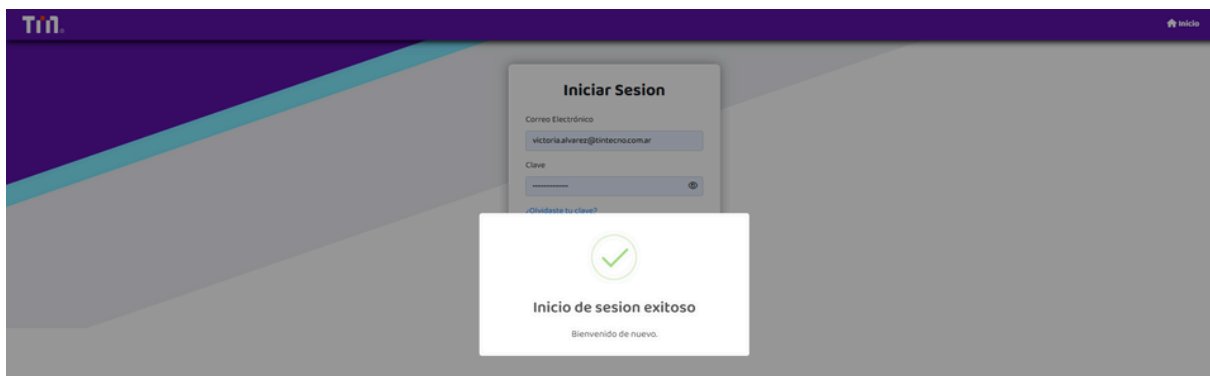 Tin.
Inicio
Iniciar Sesion
Correo Electrónico
victoria.alvarez@tintecno.com.ar
Clave
¿Olvidaste tu clave?
Inicio de sesion exitoso
Bienvenido de nuevo.